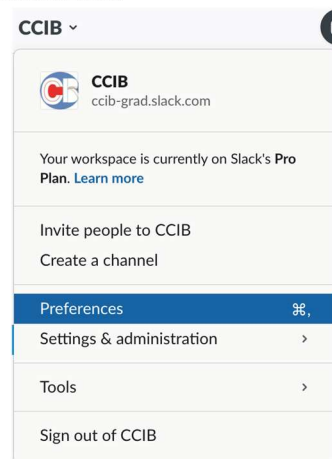 CCIB
CB
CCIB
ccib-grad.slack.com
Your workspace is currently on Slack's Pro
Plan. Learn more
Invite people to CCIB
Create a channel
Preferences ⌘,
Settings & administration >
Tools >
Sign out of CCIB